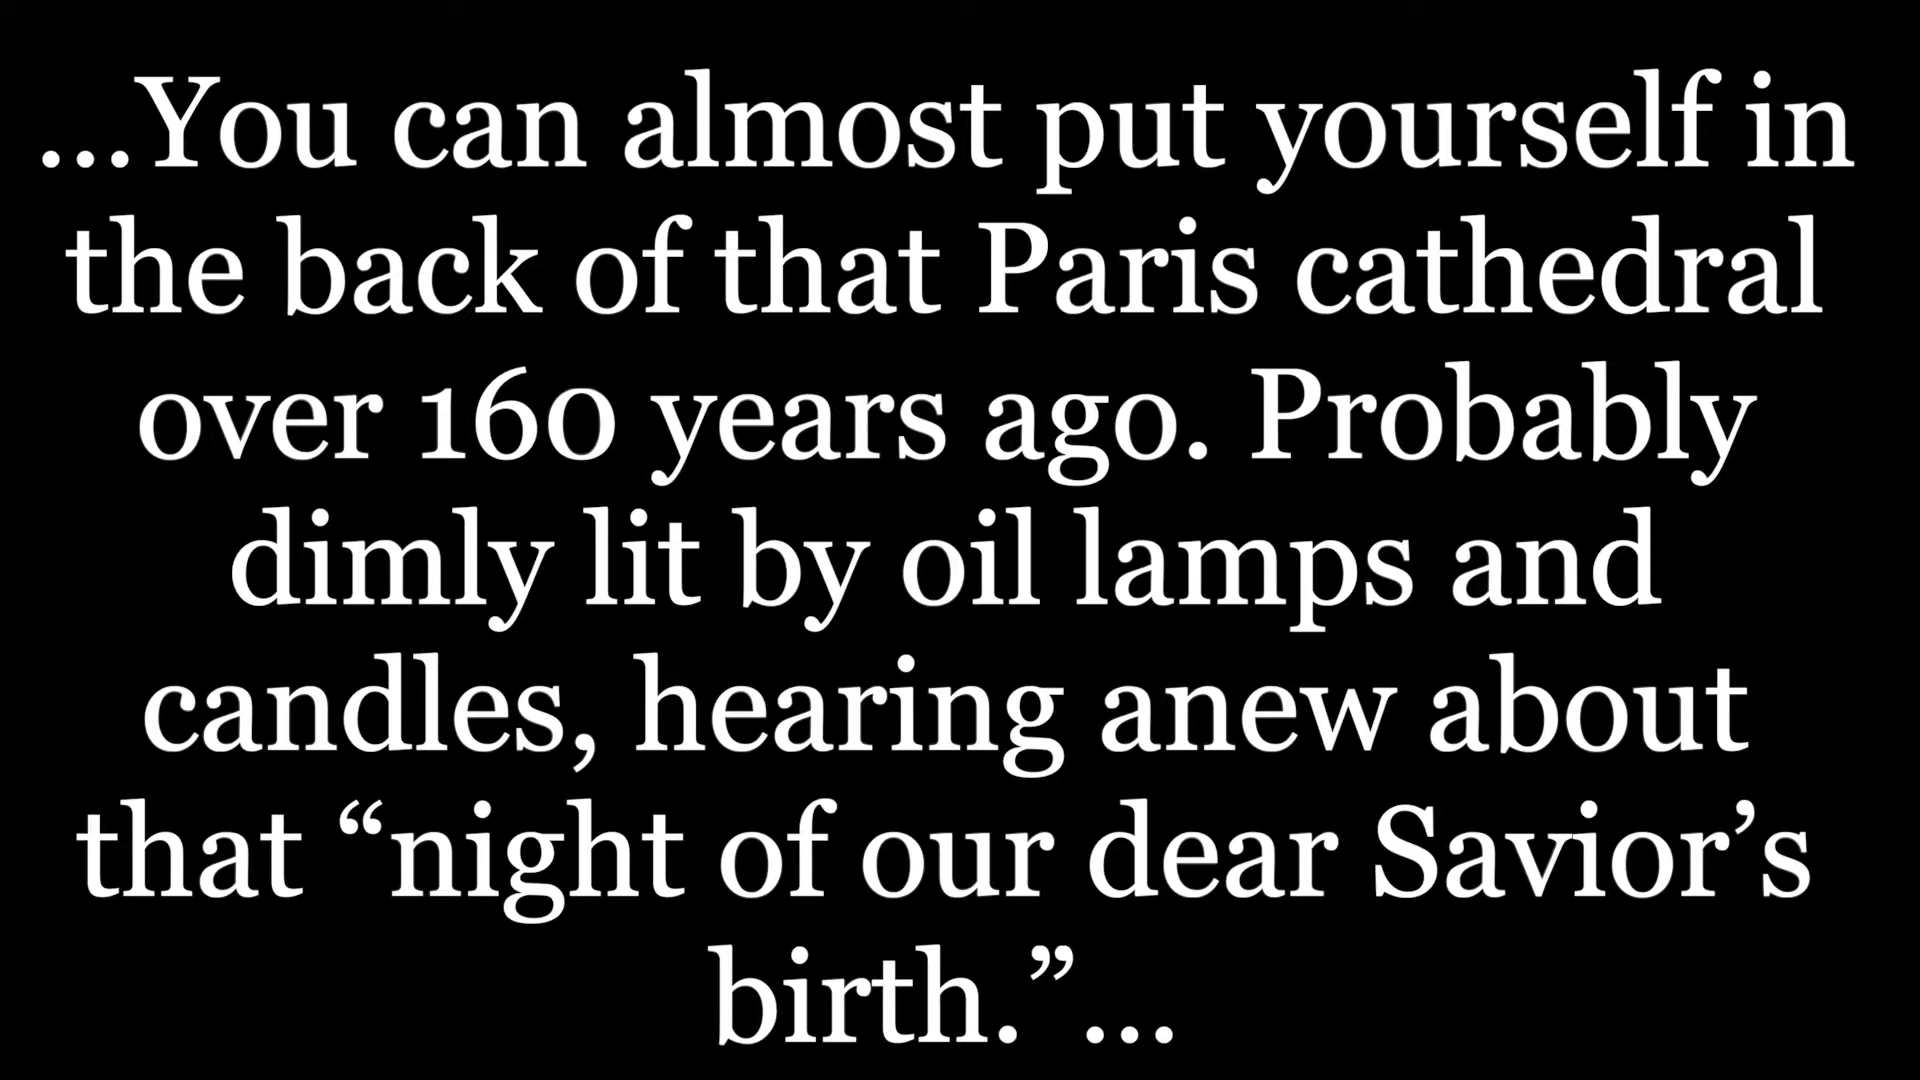 ...You can almost put yourself in
the back of that Paris cathedral
over 160 years ago. Probably
dimly lit by oil lamps and
candles, hearing anew about
that “night of our dear Savior’s
birth.”...